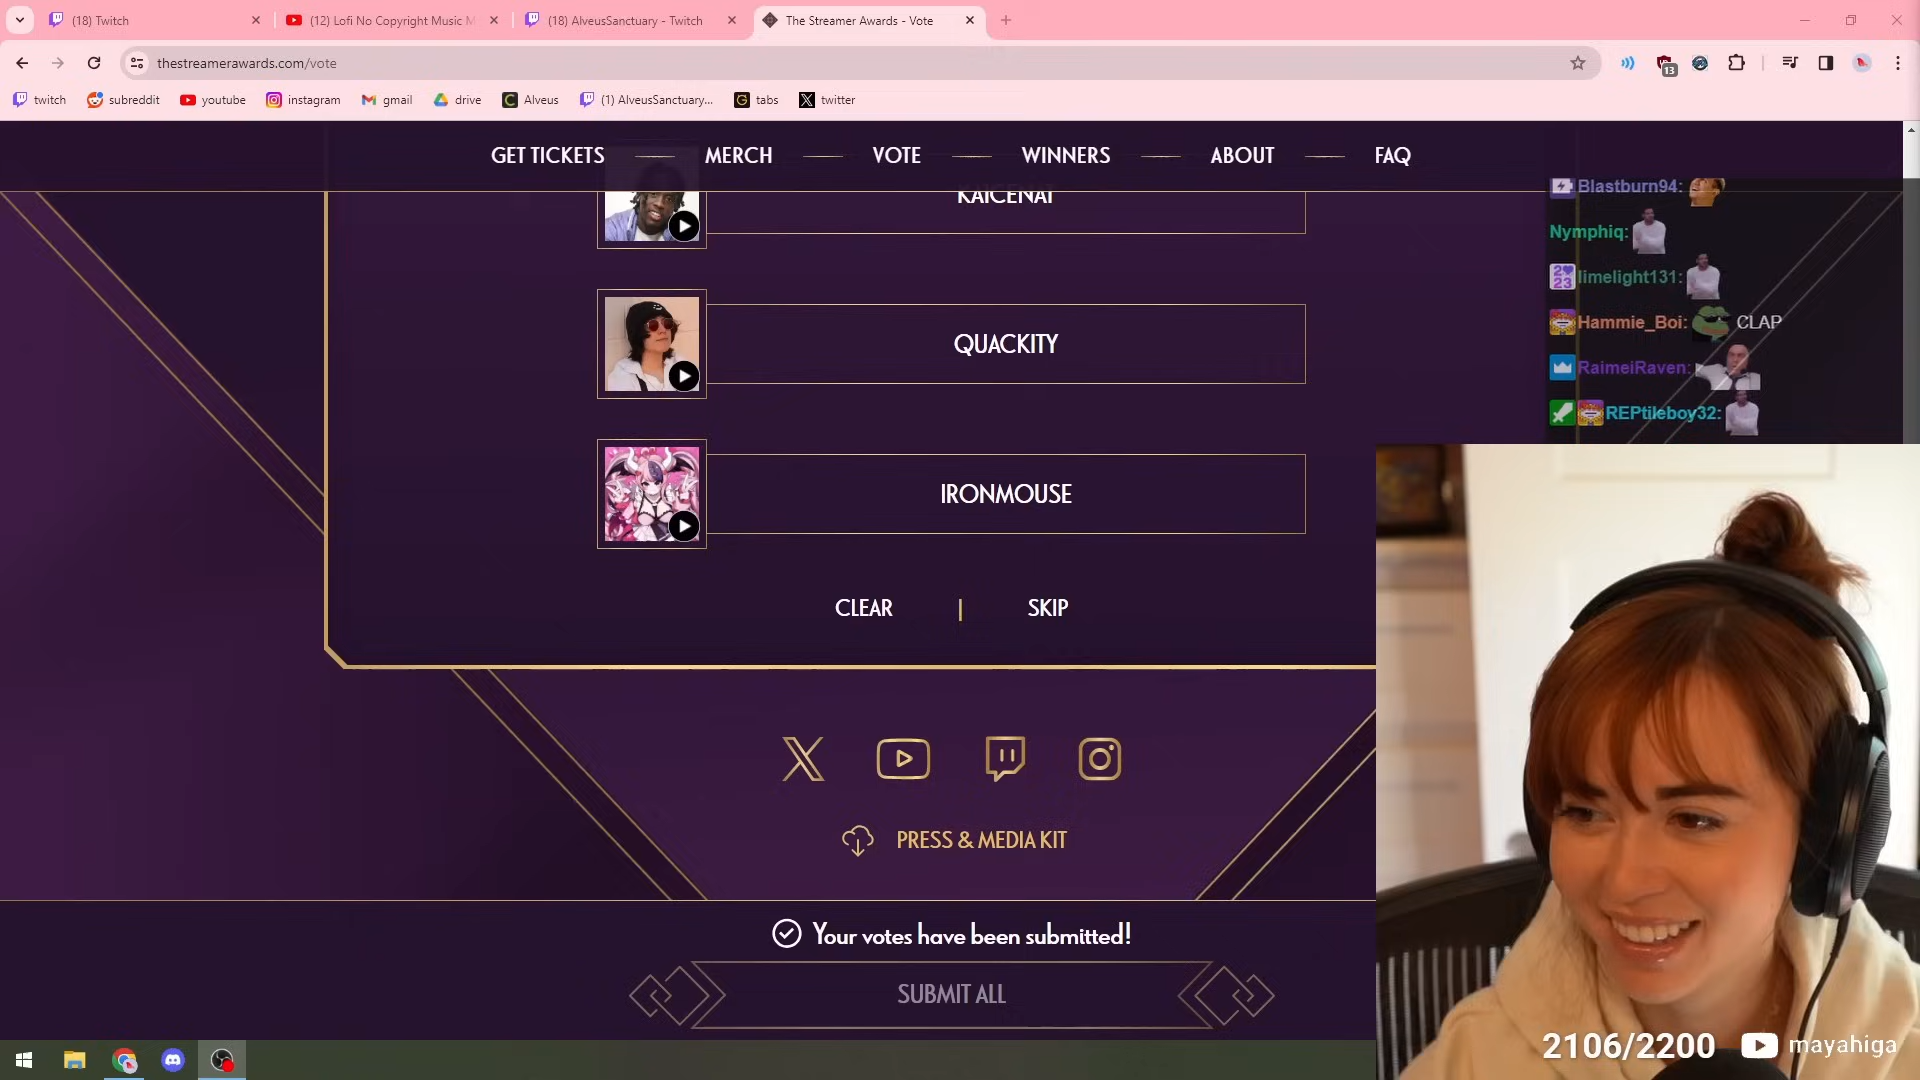 (18) Twitch
(12) Lofi No Copyright Music M
(18) AlveusSanctuary - Twitch
The Streamer Awards - Vote
thestreamerawards.com/vote
13
twitch
subreddit
youtube
instagram
gmail
drive
Alveus
(1) AlveusSanctuary...
tabs
twitter
GET TICKETS
MERCH
VOTE
WINNERS
ABOUT
FAQ
KAICENAT
QUACKITY
IRONMOUSE
CLEAR | SKIP
PRESS & MEDIA KIT
Your votes have been submitted!
SUBMIT ALL
Blastburn94:
Nymphiq:
limelight131:
Hammie_Boi: CLAP
RaimeiRaven:
REPtileboy32:
2106/2200 mayahiga